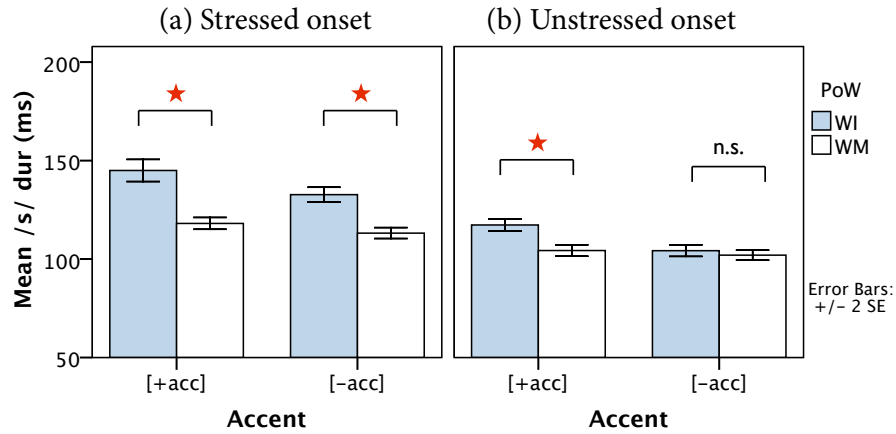 (a) Stressed onset
(b) Unstressed onset
Mean /s/ dur (ms)
200
150
100
50
n.s.
[+acc]
[−acc]
[+acc]
[−acc]
Accent
Accent
PoW
WI
WM
Error Bars:
+/− 2 SE